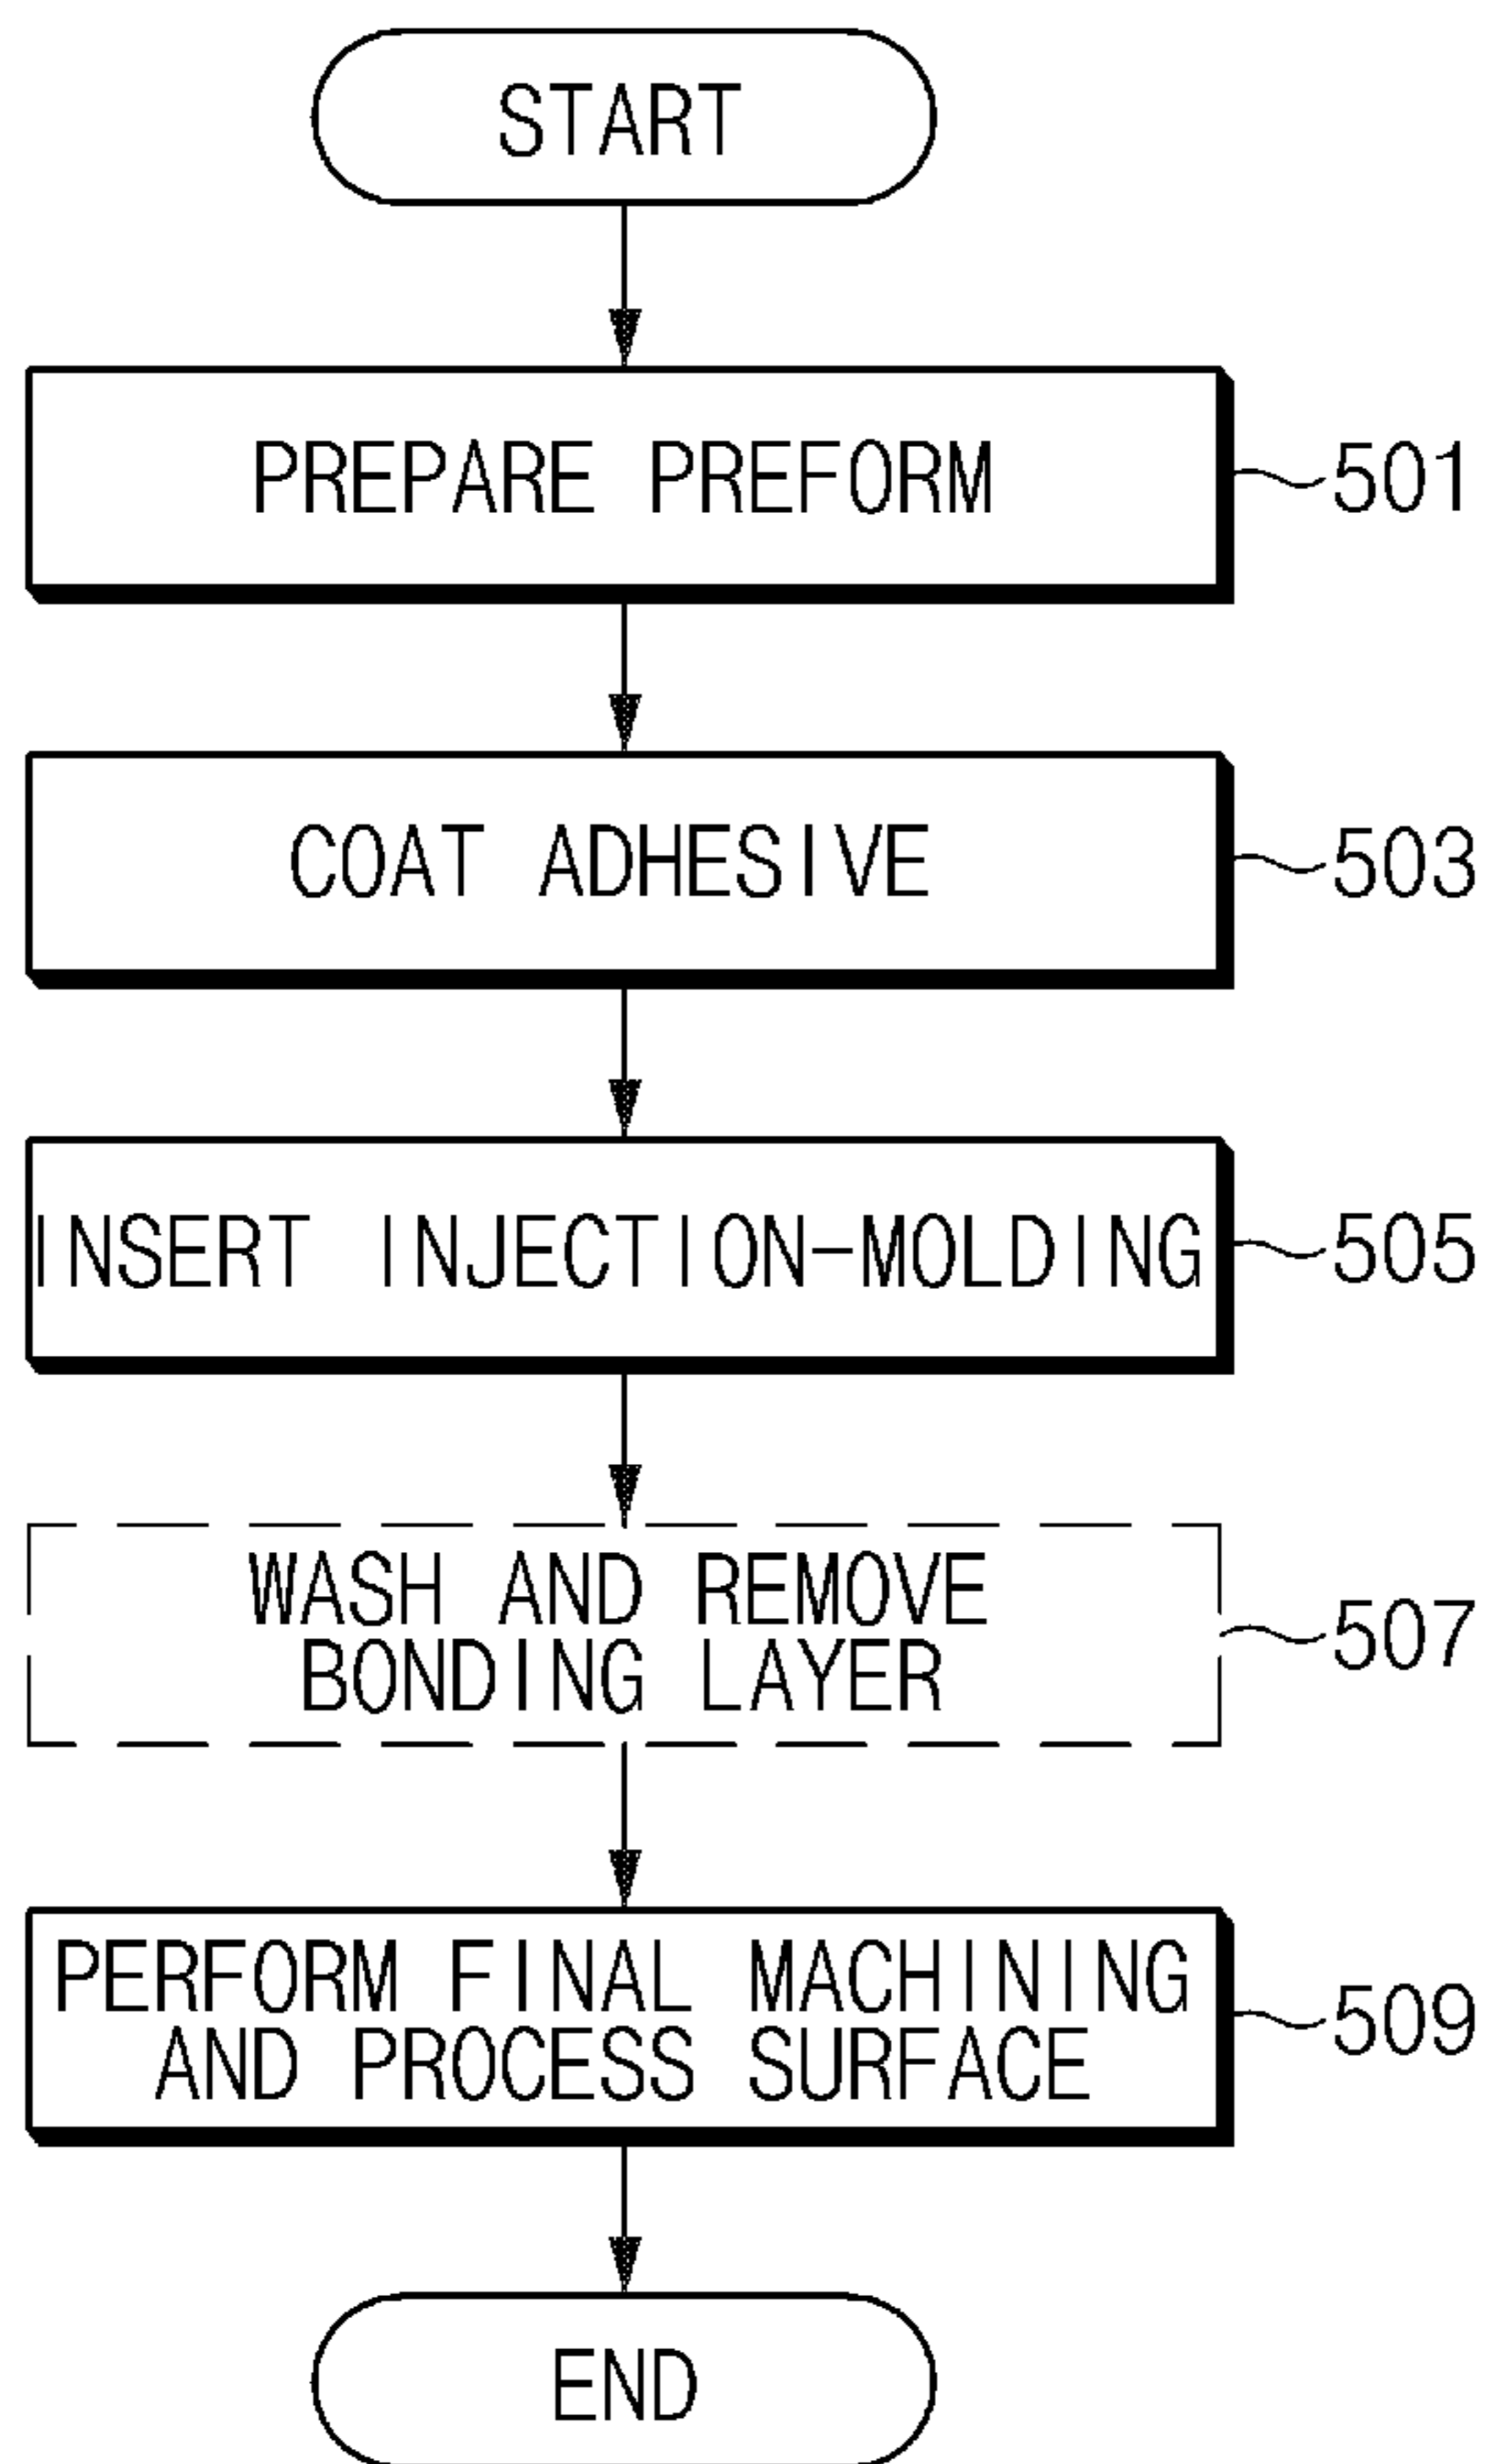 START
PREPARE PREFORM
501
COAT ADHESIVE
503
INSERT INJECTION-MOLDING
505
WASH AND REMOVE
BONDING LAYER
507
PERFORM FINAL MACHINING
AND PROCESS SURFACE
509
END